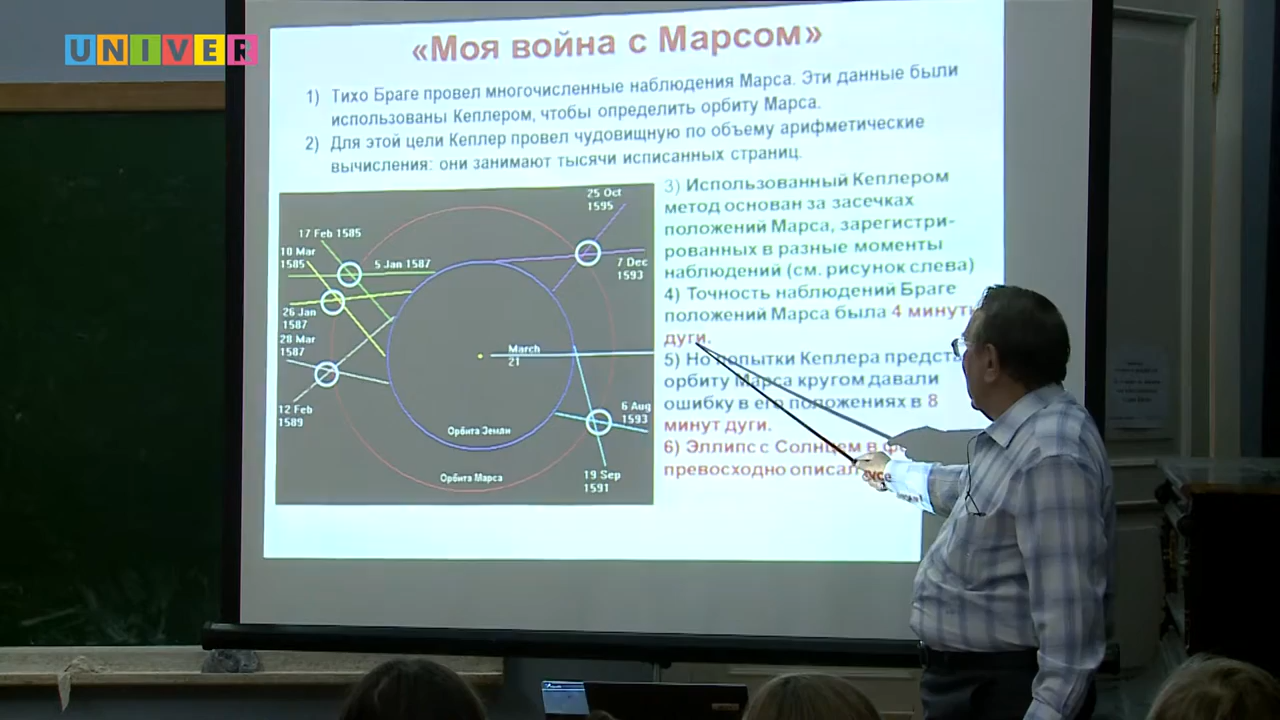 UNIVER
«Моя война с Марсом»
1) Тихо Браге провел многочисленные наблюдения Марса. Эти данные были
использованы Кеплером, чтобы определить орбиту Марса.
2) Для этой цели Кеплер провел чудовищную по объему арифметические
вычисления: они занимают тысячи исписанных страниц.
25 Oct
1595
17 Feb 1585
10 Mar
1585
5 Jan 1587
7 Dec
1593
26 Jan
1587
28 Mar
1587
March
21
12 Feb
1589
6 Aug
1593
Орбита Земли
Орбита Марса
19 Sep
1591
3) Использованный Кеплером
метод основан за засечках
положений Марса, зарегистри-
рованных в разные моменты
наблюдений (см. рисунок слева)
4) Точность наблюдений Браге
положений Марса была 4 минуты
дуги.
5) Но попытки Кеплера предста
орбиту Марса кругом давали
ошибку в его положениях в 8
минут дуги.
6) Эллипс с Солнцем в ф
превосходно описал